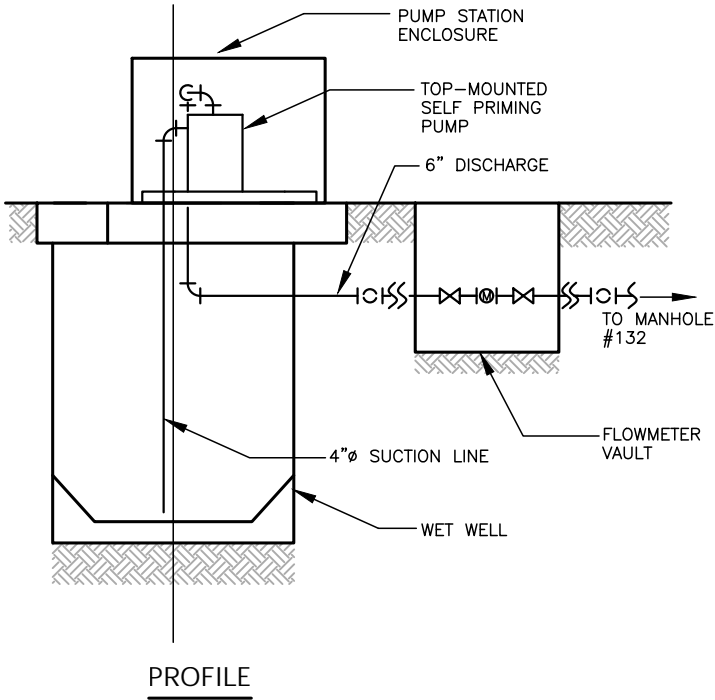 PUMP STATION
ENCLOSURE
TOP-MOUNTED
SELF PRIMING
PUMP
6" DISCHARGE
M
TO MANHOLE
#132
FLOWMETER
VAULT
4"ø SUCTION LINE
WET WELL
PROFILE